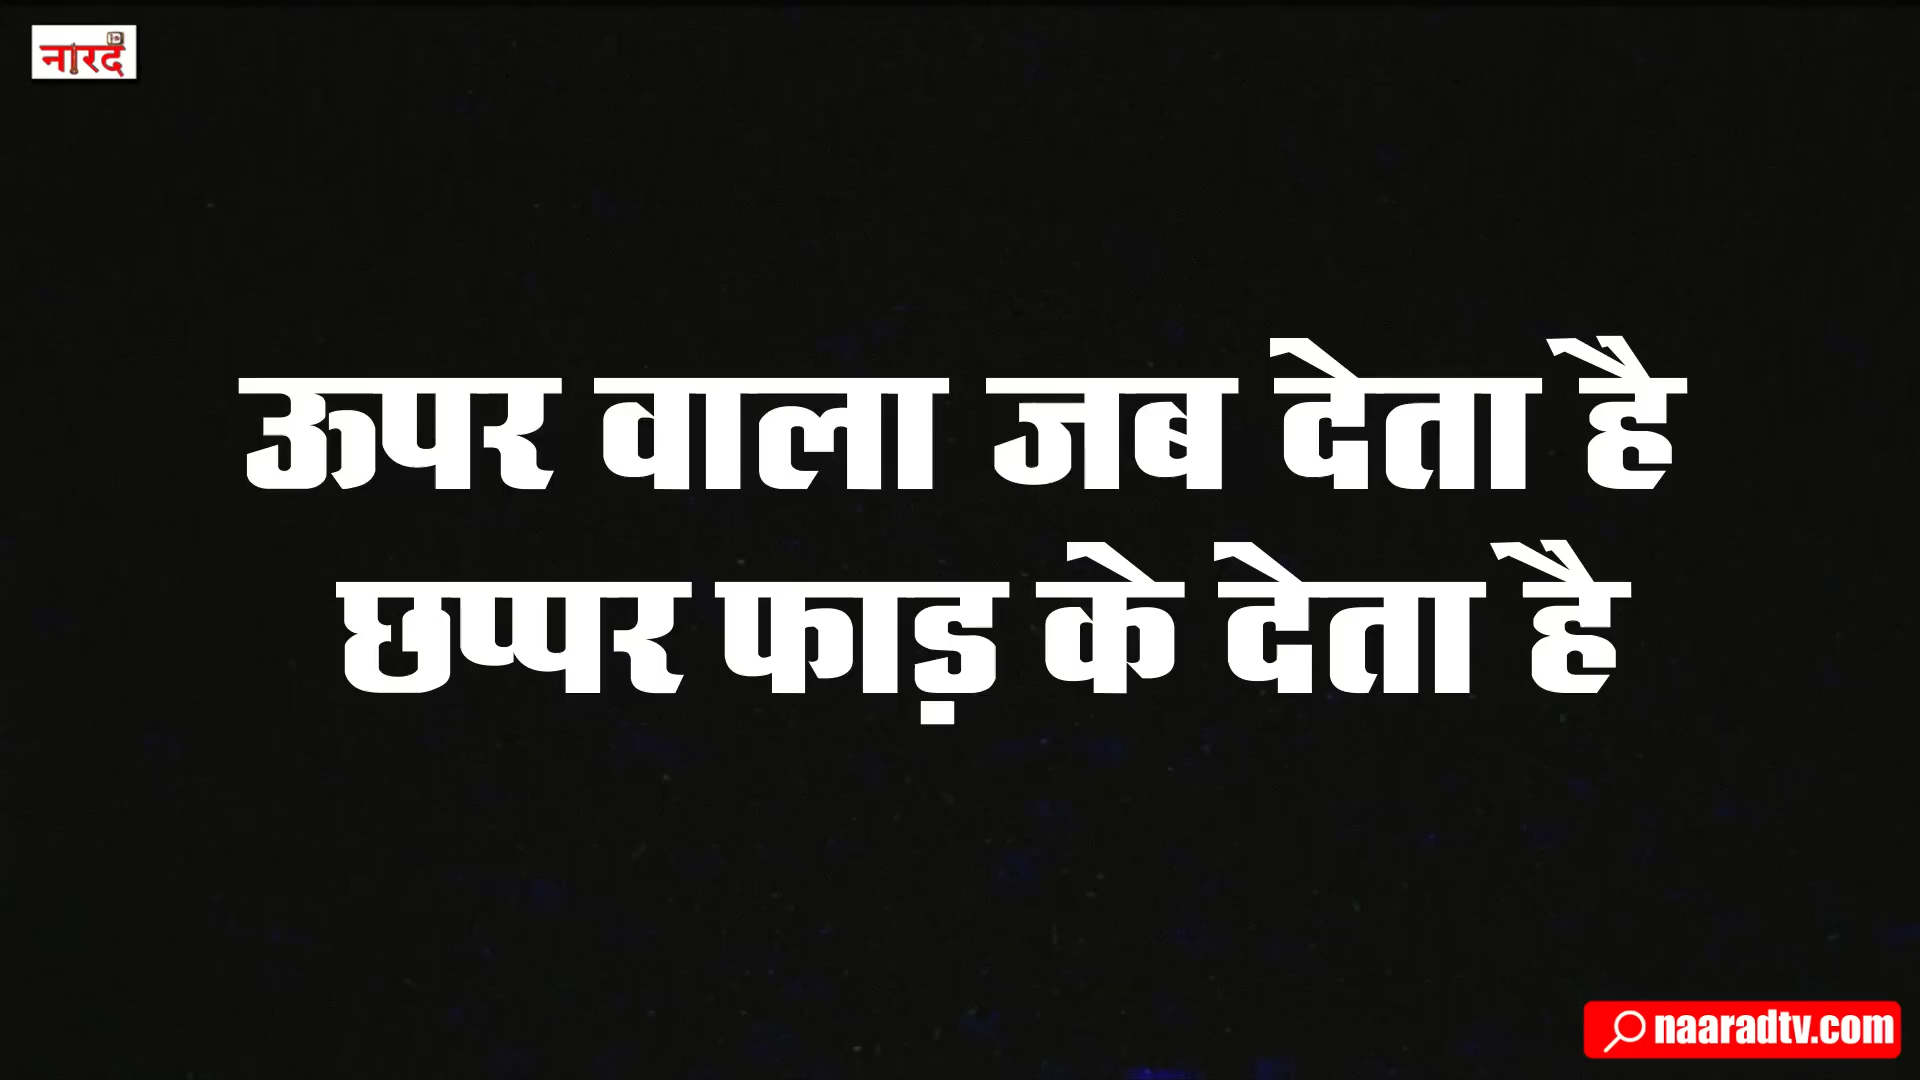 नारद
ऊपर वाला जब देता है
छप्पर फाड़ के देता है
naaradtv.com